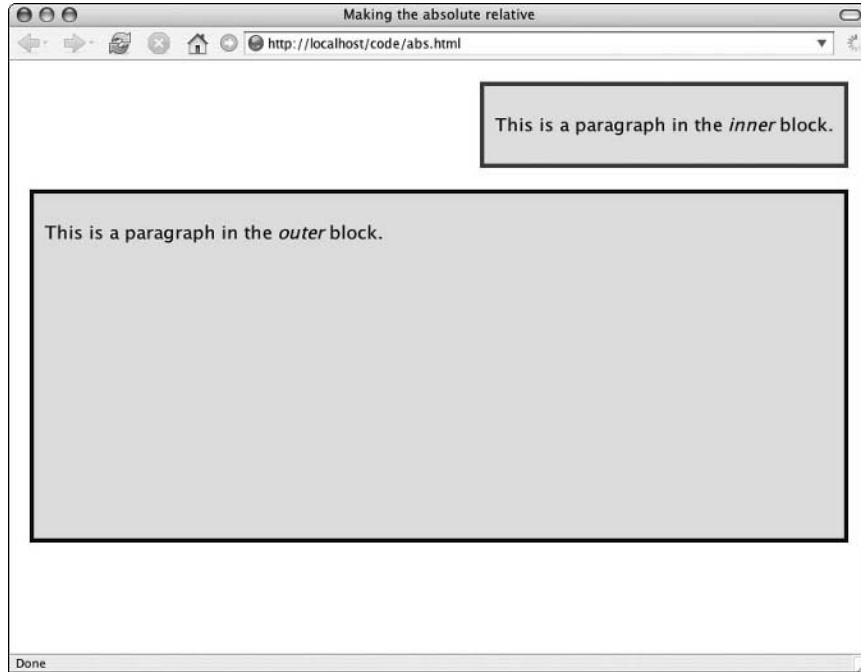 Making the absolute relative
http://localhost/code/abs.html
This is a paragraph in the inner block.
This is a paragraph in the outer block.
Done